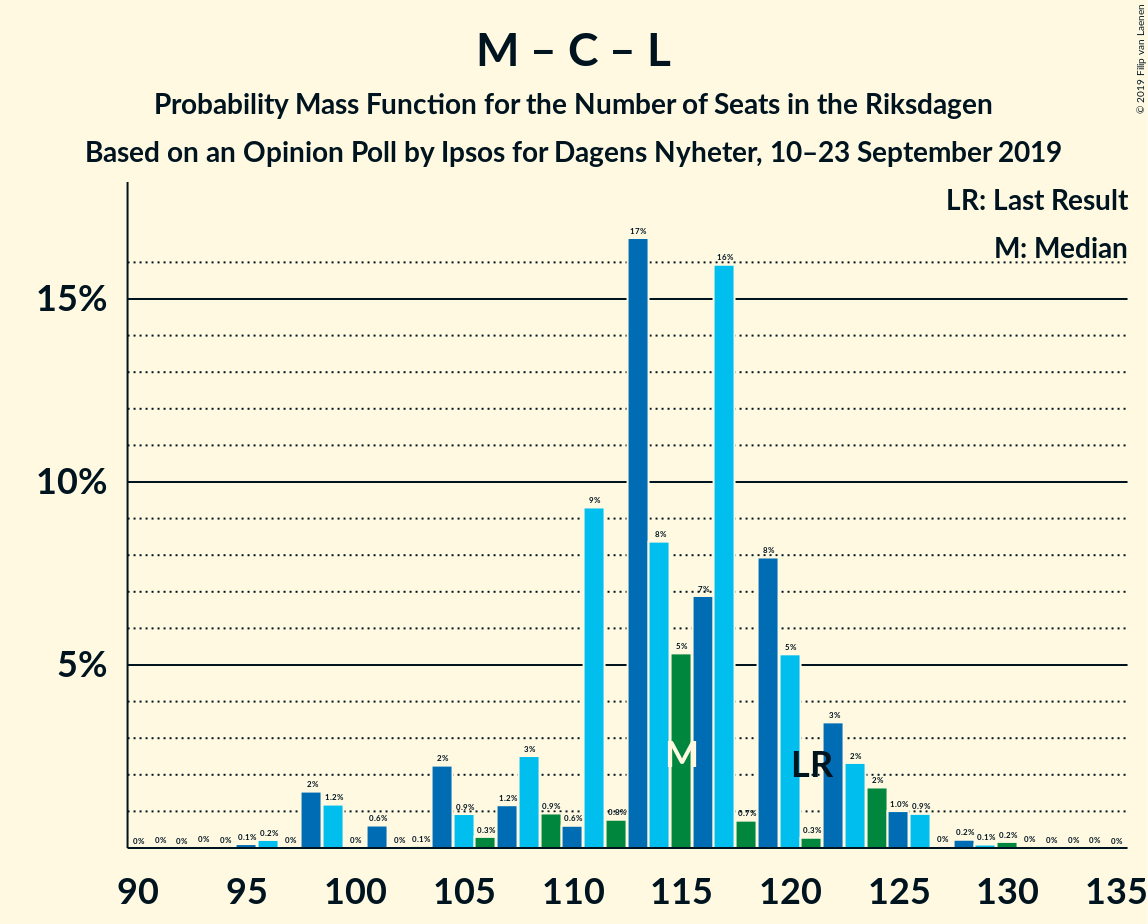 © 2019 Filip van Laenen
M – C – L
Probability Mass Function for the Number of Seats in the Riksdagen
Based on an Opinion Poll by Ipsos for Dagens Nyheter, 10–23 September 2019
LR: Last Result
M: Median
15%
10%
5%
0% 0% 0% 0% 0% 0.1% 0.2% 0% 2% 1.2% 0% 0.6% 0% 0.1% 2% 0.9% 0.3% 1.2% 3% 0.9% 0.6% 9% 0.8% 17% 8% 5% 7% 16% 0.7% 8% 5% 0.3% 3% 2% 2% 1.0% 0.9% 0% 0.2% 0.1% 0.2% 0% 0% 0% 0% 0%
M
LR
90 95 100 105 110 115 120 125 130 135